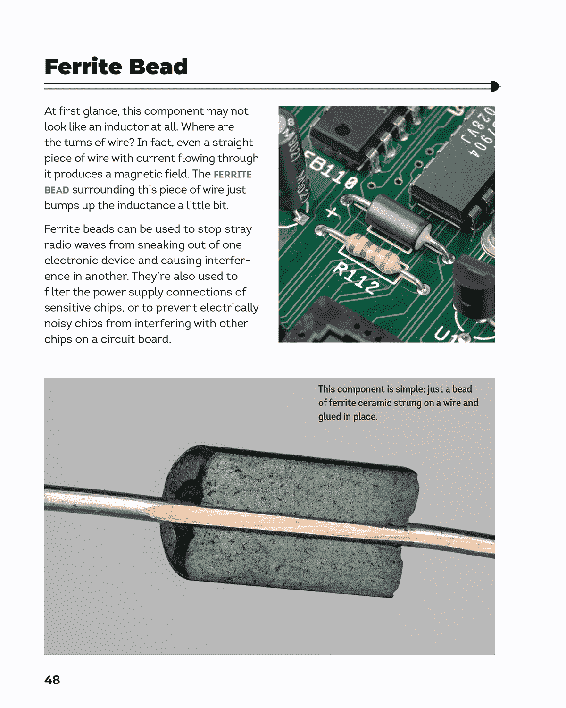 Ferrite Bead
At first glance, this component may not
look like an inductor at all. Where are
the turns of wire? In fact, even a straight
piece of wire with current flowing through
it produces a magnetic field. The FERRITE
BEAD surrounding this piece of wire just
bumps up the inductance a little bit.
Ferrite beads can be used to stop stray
radio waves from sneaking out of one
electronic device and causing interfer-
ence in another. They're also used to
filter the power supply connections of
sensitive chips, or to prevent electrically
noisy chips from interfering with other
chips on a circuit board.
FB110
+
R112
This component is simple; just a bead
of ferrite ceramic strung on a wire and
glued in place.
48